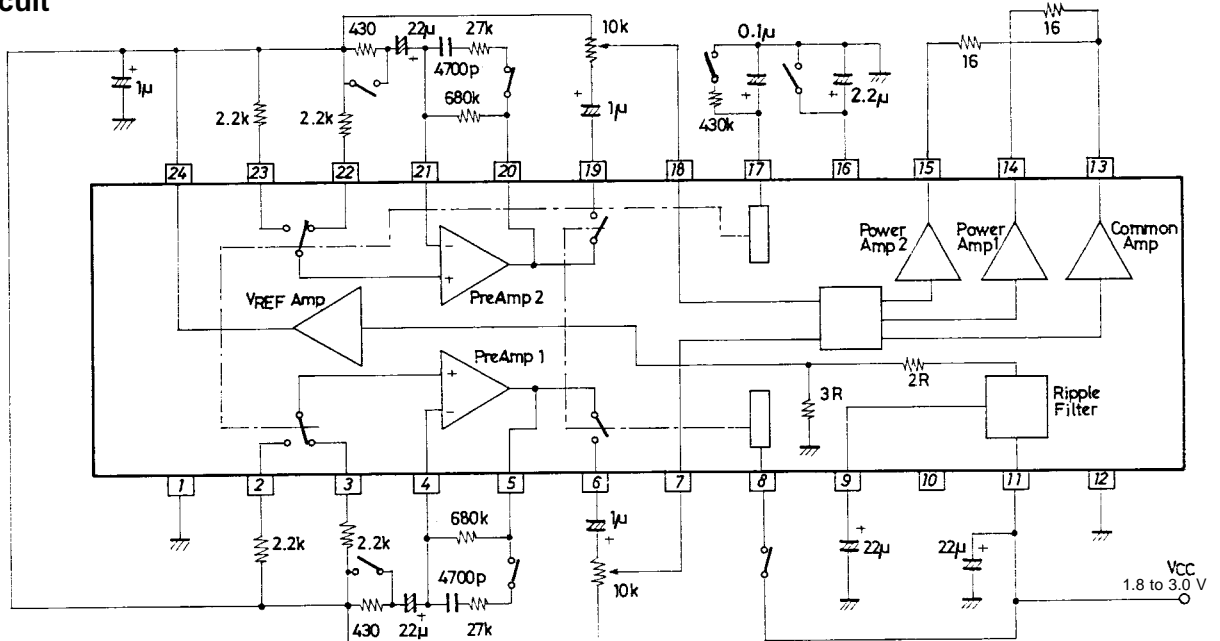 cuit
430
22μ
27k
10k
0.1μ
16
16
+
1μ
4700p
680k
+
2.2k
2.2k
+
1μ
430k
+
+
2.2μ
24
23
22
21
20
19
18
17
16
15
14
13
Power
Amp 2
Power
Amp1
Common
Amp
−
+
PreAmp 2
VREF Amp
PreAmp 1
+
−
2R
3R
Ripple
Filter
1
2
3
4
5
6
7
8
9
10
11
12
2.2k
2.2k
680k
4700p
1μ
+
10k
+
22μ
22μ
+
430
22μ
+
27k
VCC
1.8 to 3.0 V